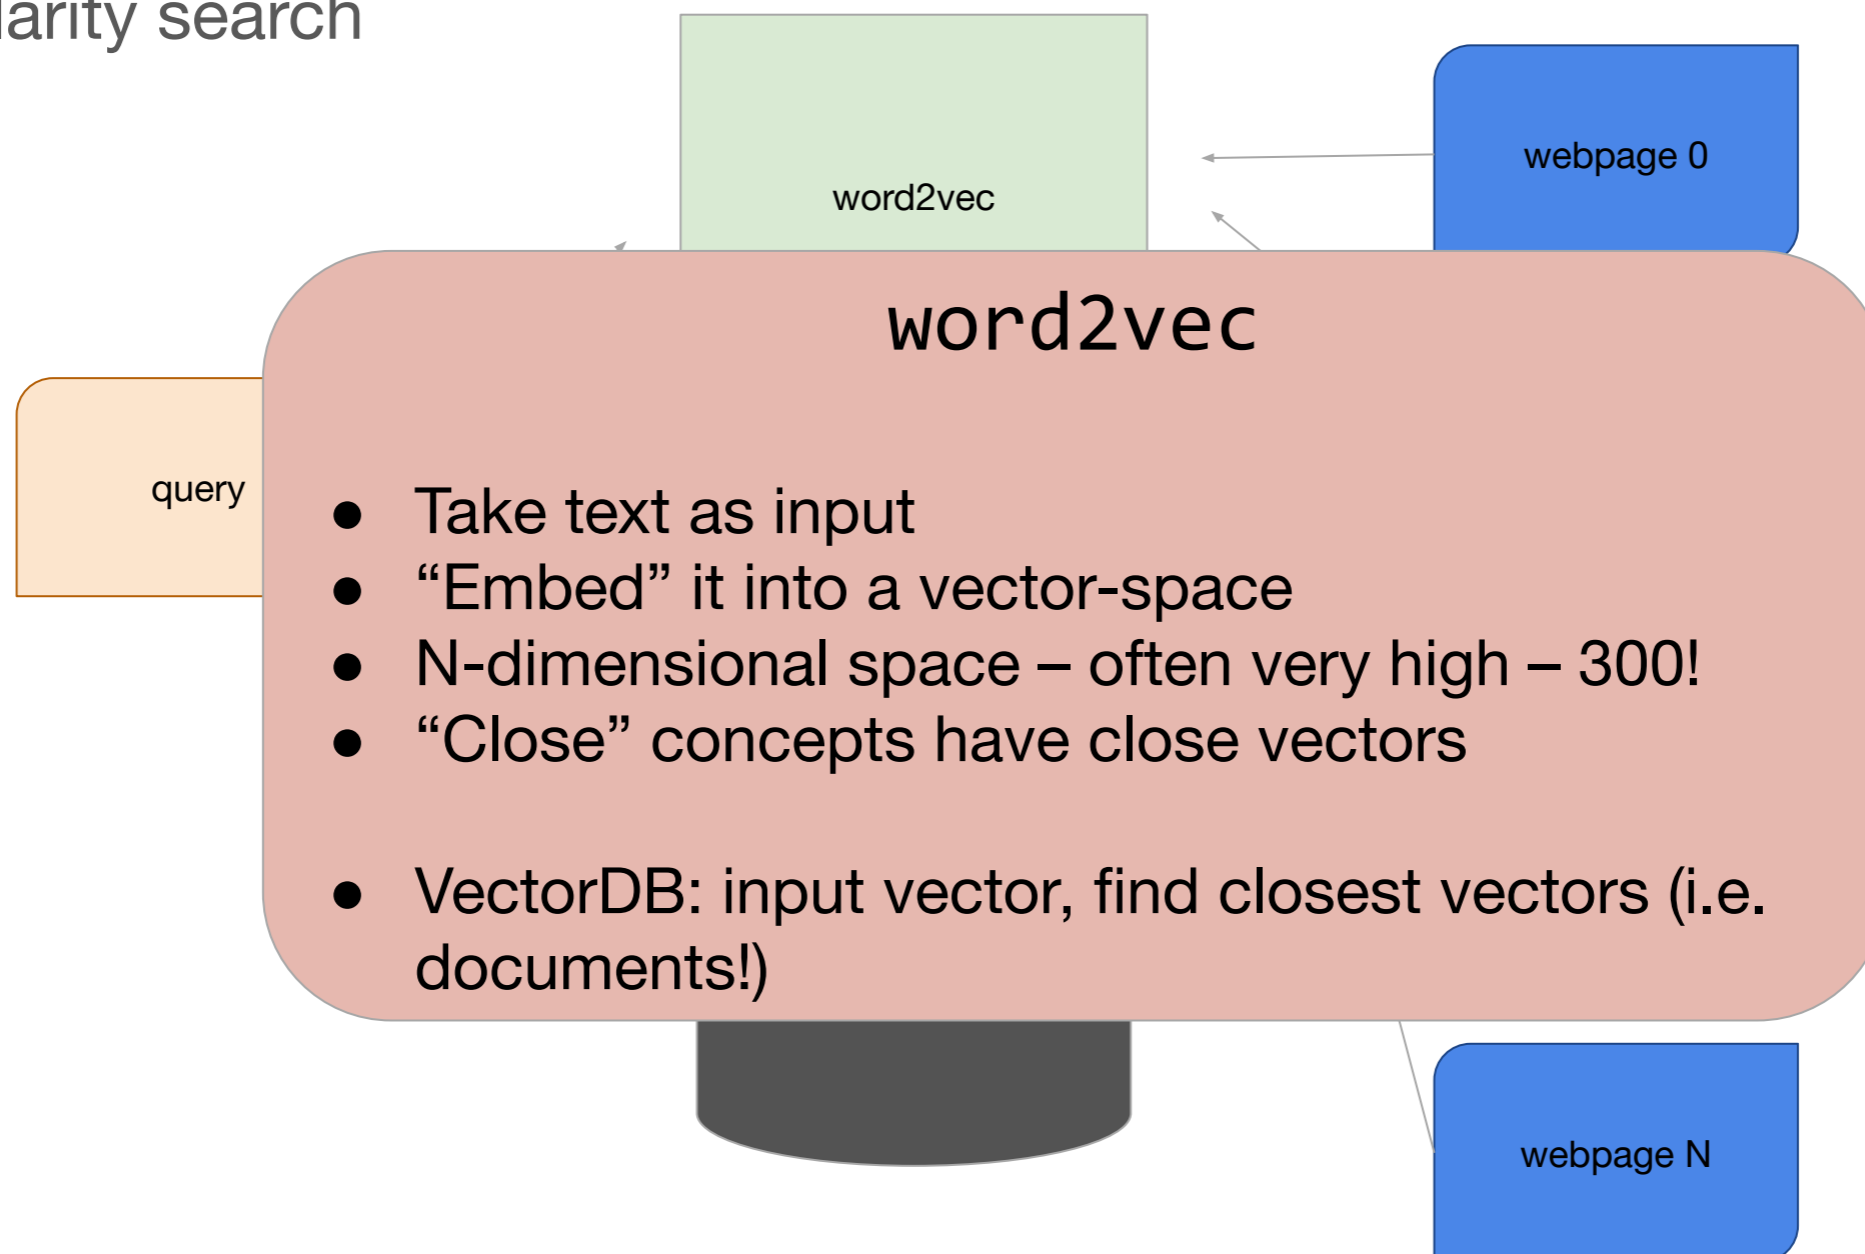 larity search
word2vec
webpage 0
word2vec
query
● Take text as input
● “Embed” it into a vector-space
● N-dimensional space – often very high – 300!
● “Close” concepts have close vectors
● VectorDB: input vector, find closest vectors (i.e.
documents!)
webpage N